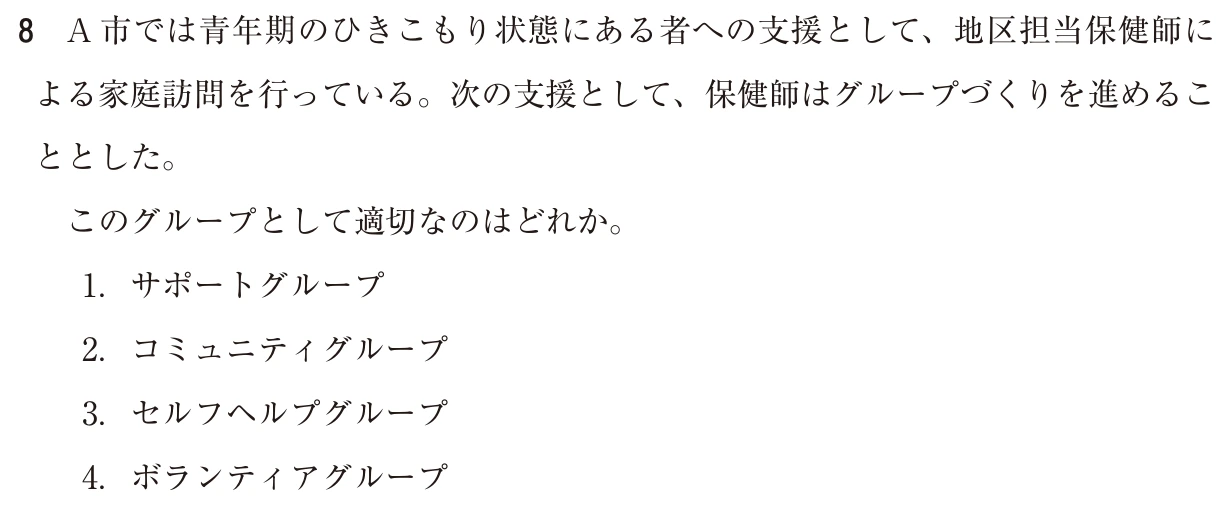 8 A市では青年期のひきこもり状態にある者への支援として、地区担当保健師に
よる家庭訪問を行っている。次の支援として、保健師はグループづくりを進めるこ
ととした。
このグループとして適切なのはどれか。
1. サポートグループ
2. コミュニティグループ
3. セルフヘルプグループ
4. ボランティアグループ